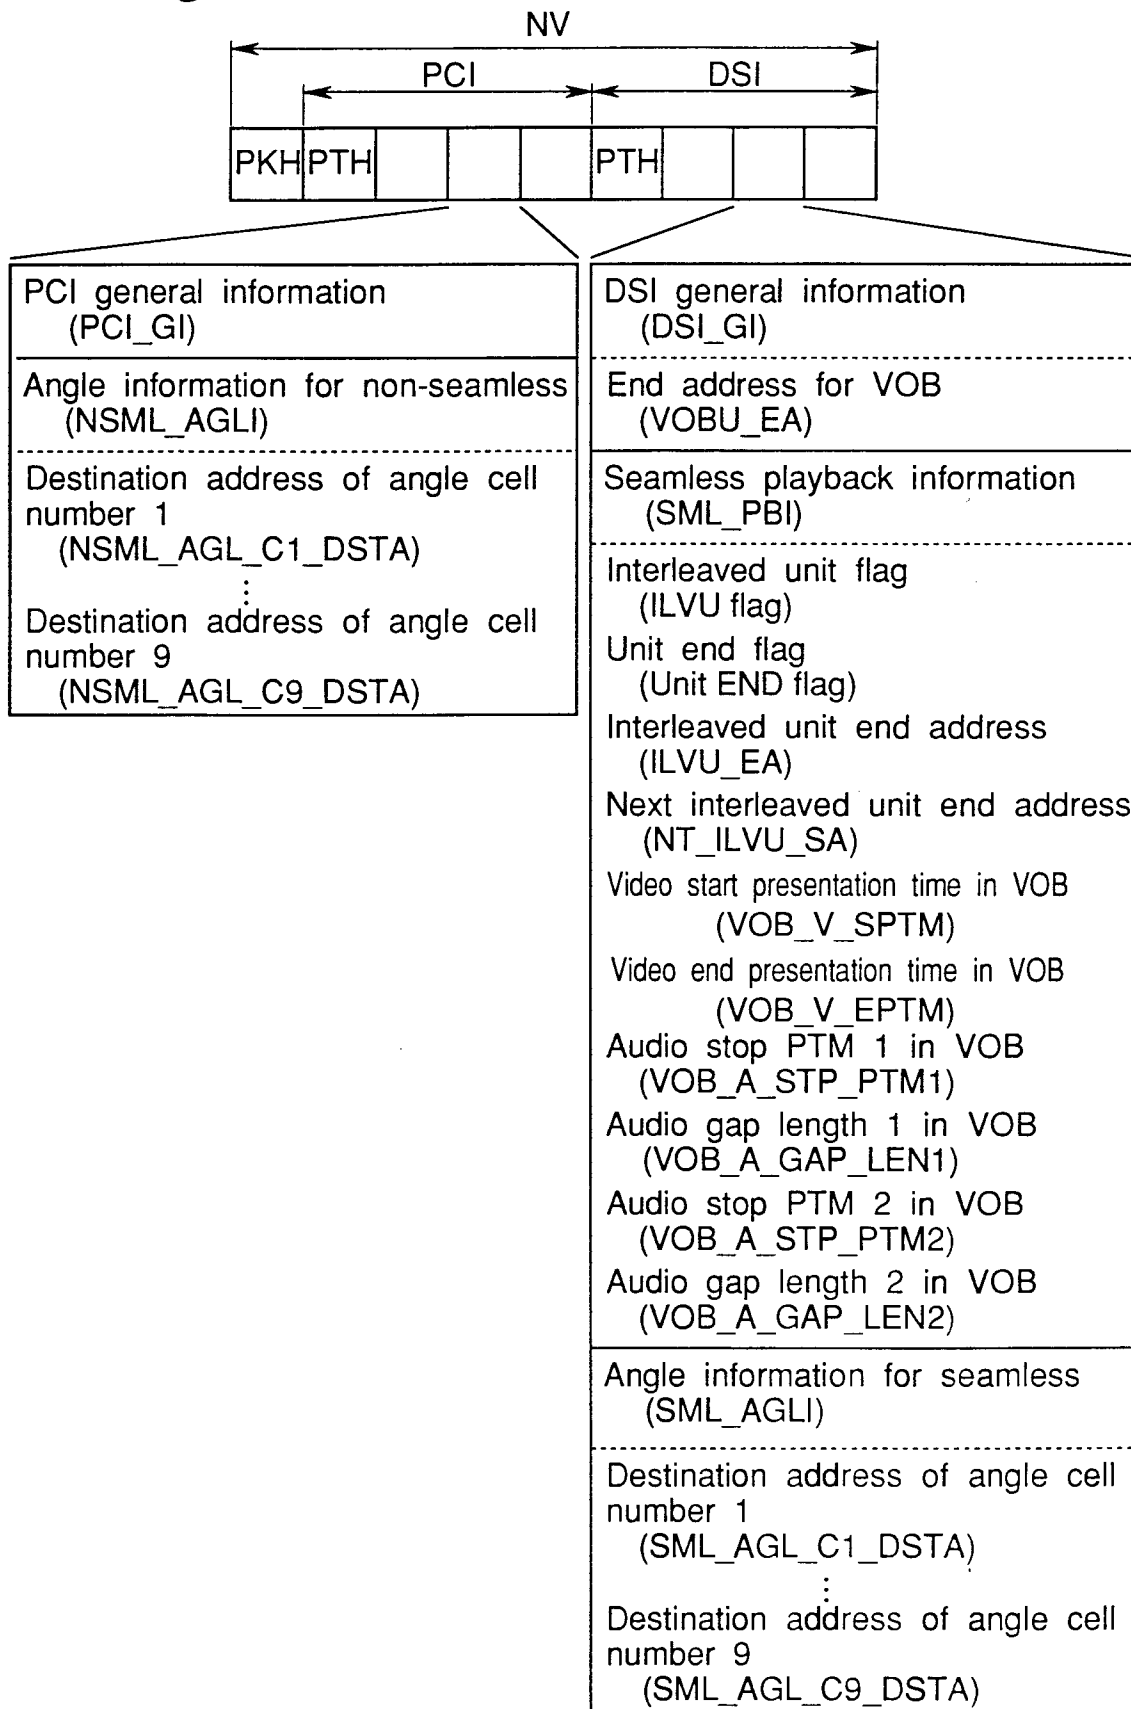 NV
PCI
DSI
PKH
PTH
PTH
PCI general information
(PCI_GI)
Angle information for non-seamless
(NSML_AGLI)
Destination address of angle cell
number 1
(NSML_AGL_C1_DSTA)
⋮
Destination address of angle cell
number 9
(NSML_AGL_C9_DSTA)
DSI general information
(DSI_GI)
End address for VOB
(VOBU_EA)
Seamless playback information
(SML_PBI)
Interleaved unit flag
(ILVU flag)
Unit end flag
(Unit END flag)
Interleaved unit end address
(ILVU_EA)
Next interleaved unit end address
(NT_ILVU_SA)
Video start presentation time in VOB
(VOB_V_SPTM)
Video end presentation time in VOB
(VOB_V_EPTM)
Audio stop PTM 1 in VOB
(VOB_A_STP_PTM1)
Audio gap length 1 in VOB
(VOB_A_GAP_LEN1)
Audio stop PTM 2 in VOB
(VOB_A_STP_PTM2)
Audio gap length 2 in VOB
(VOB_A_GAP_LEN2)
Angle information for seamless
(SML_AGLI)
Destination address of angle cell
number 1
(SML_AGL_C1_DSTA)
⋮
Destination address of angle cell
number 9
(SML_AGL_C9_DSTA)